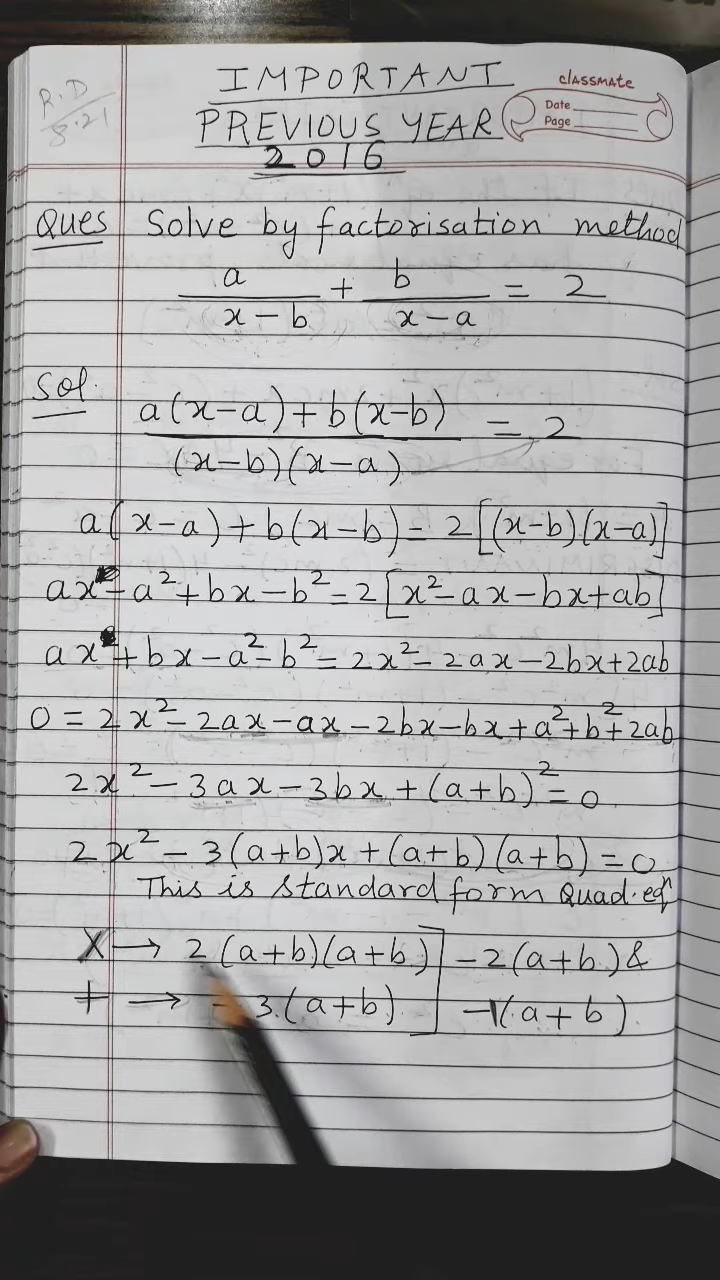 R.D
8.21
IMPORTANT
PREVIOUS YEAR
2016
classmate
Date
Page
Ques Solve by factorisation method
a/(x-b) + b/(x-a) = 2
Sol.
(a(x-a)+b(x-b))/((x-b)(x-a)) = 2
a(x-a)+b(x-b) = 2[(x-b)(x-a)]
ax-a²+bx-b²=2[x²-ax-bx+ab]
ax+bx-a²-b²=2x²-2ax-2bx+2ab
0=2x²-2ax-ax-2bx-bx+a²+b²+2ab
2x²-3ax-3bx+(a+b)²=0
2x²-3(a+b)x+(a+b)(a+b)=0
This is standard form Quad.eqn
X → 2(a+b)(a+b)] -2(a+b) &
+ → -3(a+b) ] -1(a+b)